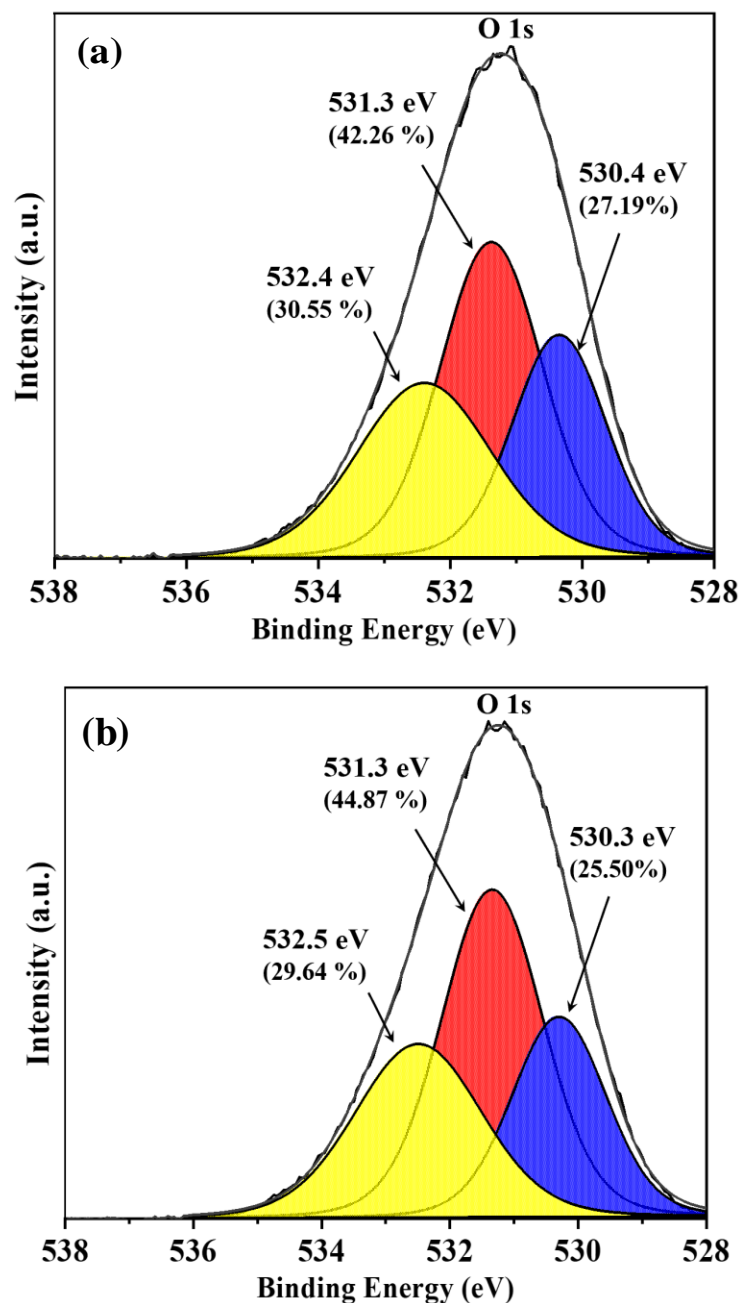 (a)
O 1s
531.3 eV
(42.26 %)
530.4 eV
(27.19%)
532.4 eV
(30.55 %)
Intensity (a.u.)
538 536 534 532 530 528
Binding Energy (eV)
(b)
O 1s
531.3 eV
(44.87 %)
530.3 eV
(25.50%)
532.5 eV
(29.64 %)
Intensity (a.u.)
538 536 534 532 530 528
Binding Energy (eV)